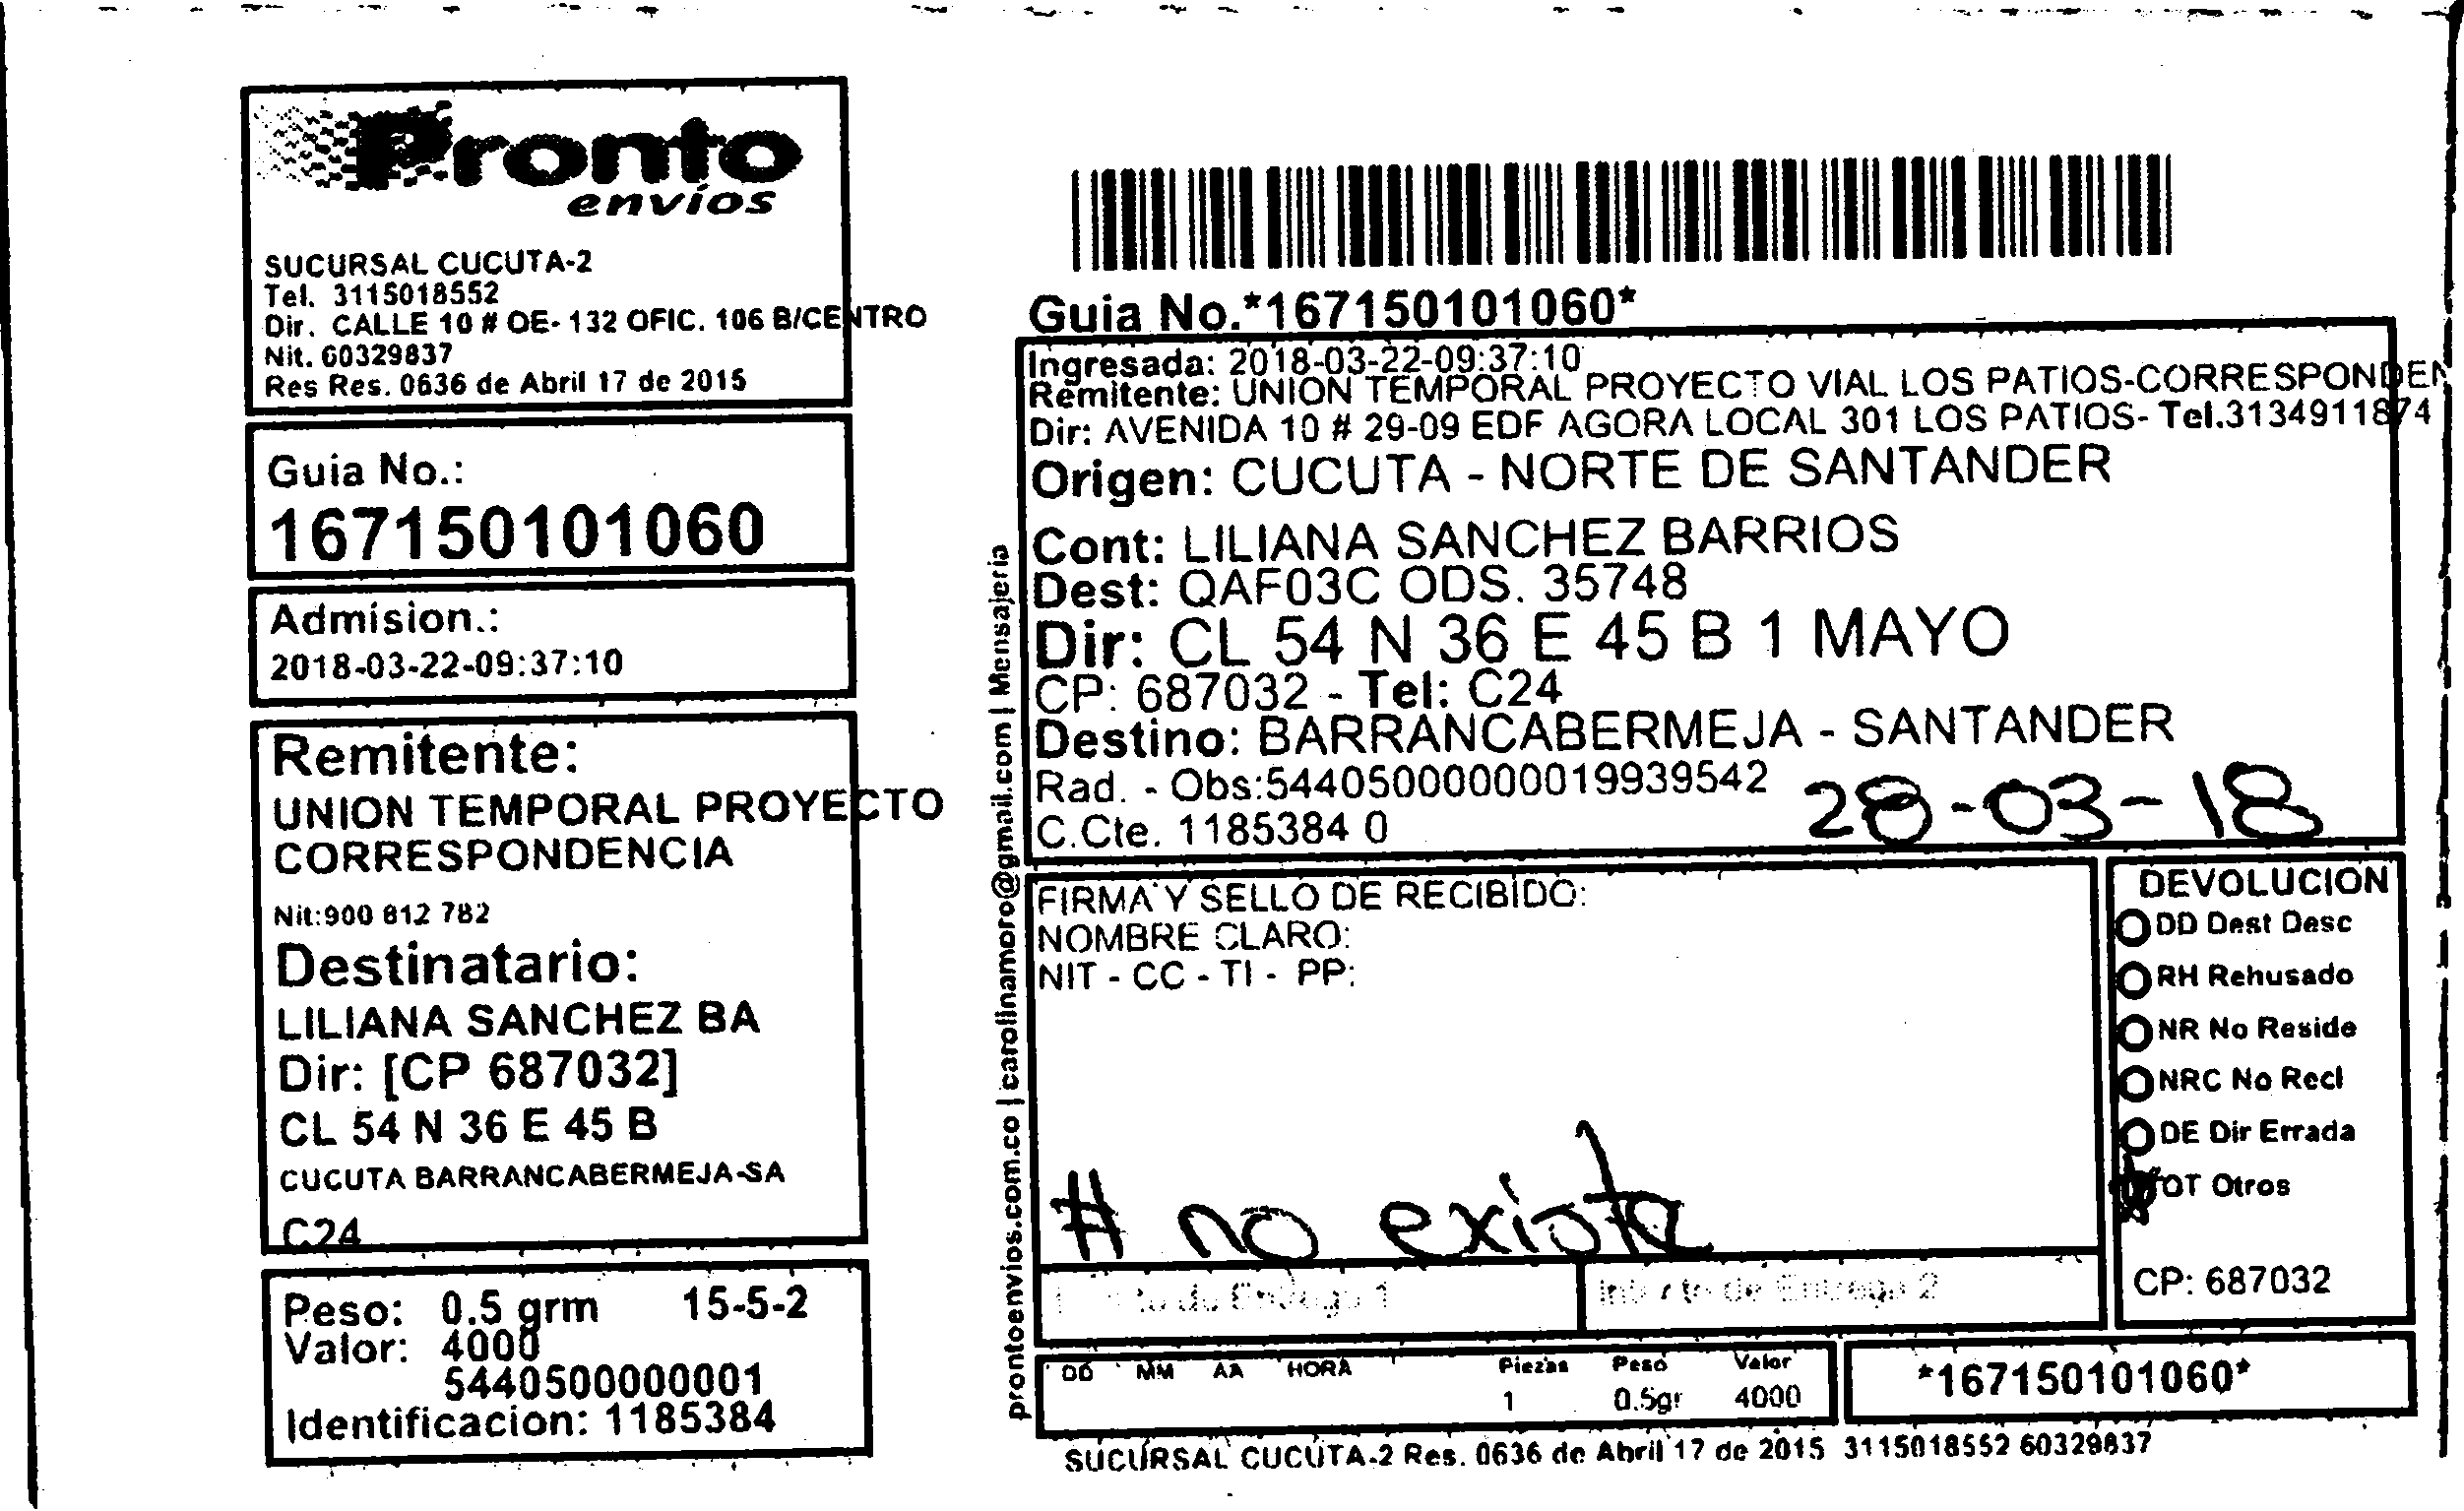 Pronto
envíos
SUCURSAL CUCUTA-2
Tel. 3115018552
Dir. CALLE 10 # OE-132 OFIC. 106 B/CENTRO
Nit. 60329837
Res Res. 0636 de Abril 17 de 2015
Guia No.:
167150101060
Admision.:
2018-03-22-09:37:10
Remitente:
UNION TEMPORAL PROYECTO
CORRESPONDENCIA
Nit:900 812 782
Destinatario:
LILIANA SANCHEZ BA
Dir: [CP 687032]
CL 54 N 36 E 45 B
CUCUTA BARRANCABERMEJA-SA
C24
Peso: 0.5 grm 15-5-2
Valor: 4000
5440500000001
Identificacion: 1185384
prontoenvios.com.co | carolinamoro@gmail.com | Mensajeria
Guia No.*167150101060*
Ingresada: 2018-03-22-09:37:10
Remitente: UNION TEMPORAL PROYECTO VIAL LOS PATIOS-CORRESPONDEN
Dir: AVENIDA 10 # 29-09 EDF AGORA LOCAL 301 LOS PATIOS- Tel.3134911874
Origen: CUCUTA - NORTE DE SANTANDER
Cont: LILIANA SANCHEZ BARRIOS
Dest: QAF03C ODS. 35748
Dir: CL 54 N 36 E 45 B 1 MAYO
CP: 687032 - Tel: C24
Destino: BARRANCABERMEJA - SANTANDER
Rad. - Obs:544050000000019939542
C.Cte. 1185384 0
28-03-18
FIRMA Y SELLO DE RECIBIDO:
NOMBRE CLARO:
NIT - CC - TI - PP:
# no existe
de Entrega 1
Intento de Entrega 2
DEVOLUCION
DD Dest Desc
RH Rehusado
NR No Reside
NRC No Recl
DE Dir Errada
OT Otros
CP: 687032
DD MM AA HORA Piezas Peso Valor
1 0.5gr 4000
*167150101060*
SUCURSAL CUCUTA-2 Res. 0636 de Abril 17 de 2015 3115018552 60329837